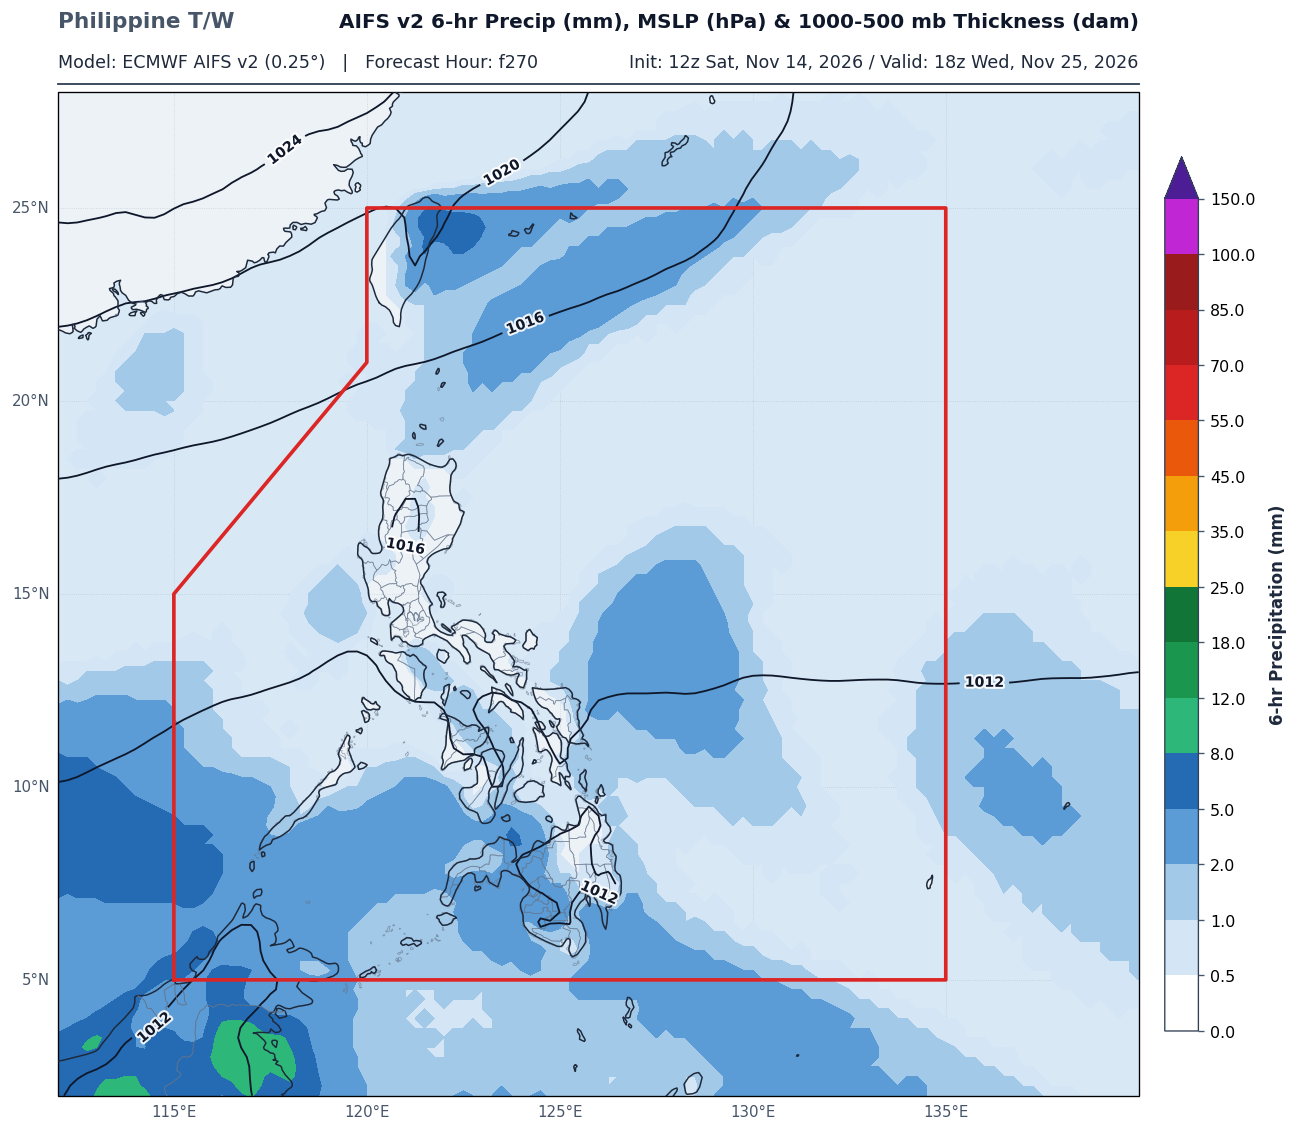 Philippine T/W
AIFS v2 6-hr Precip (mm), MSLP (hPa) & 1000-500 mb Thickness (dam)
Model: ECMWF AIFS v2 (0.25°) | Forecast Hour: f270
Init: 12z Sat, Nov 14, 2026 / Valid: 18z Wed, Nov 25, 2026
1024
1020
25°N
1016
20°N
1016
15°N
1012
10°N
1012
5°N
1012
115°E
120°E
125°E
130°E
135°E
150.0
100.0
85.0
70.0
55.0
45.0
35.0
25.0
18.0
12.0
8.0
5.0
2.0
1.0
0.5
0.0
6-hr Precipitation (mm)